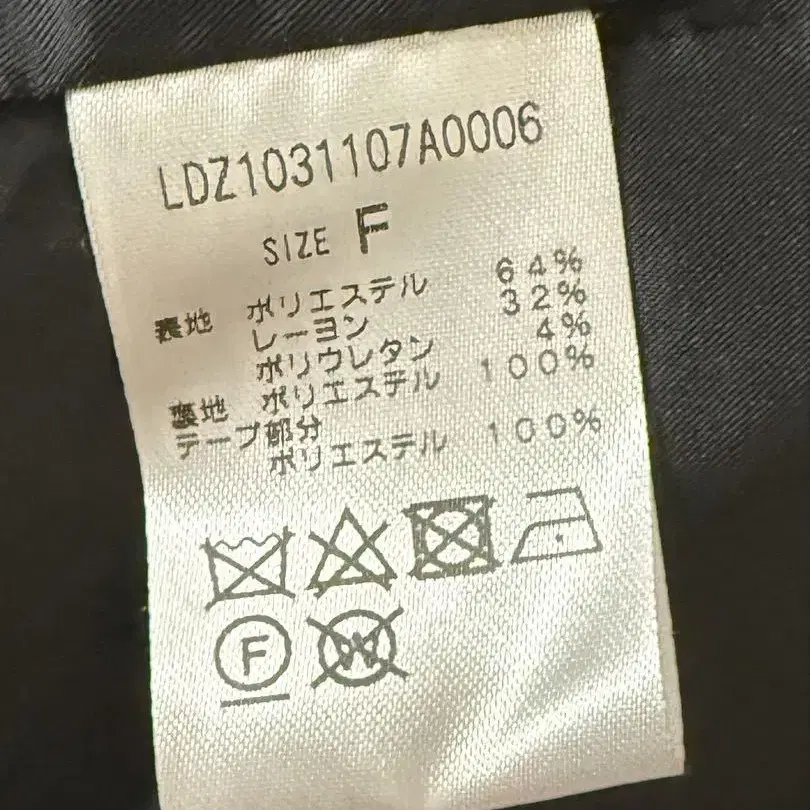 LDZ1031107A0006
SIZE F
表地 ポリエステル 64%
レーヨン 32%
ポリウレタン 4%
裏地 ポリエステル 100%
テープ部分
ポリエステル 100%
F W